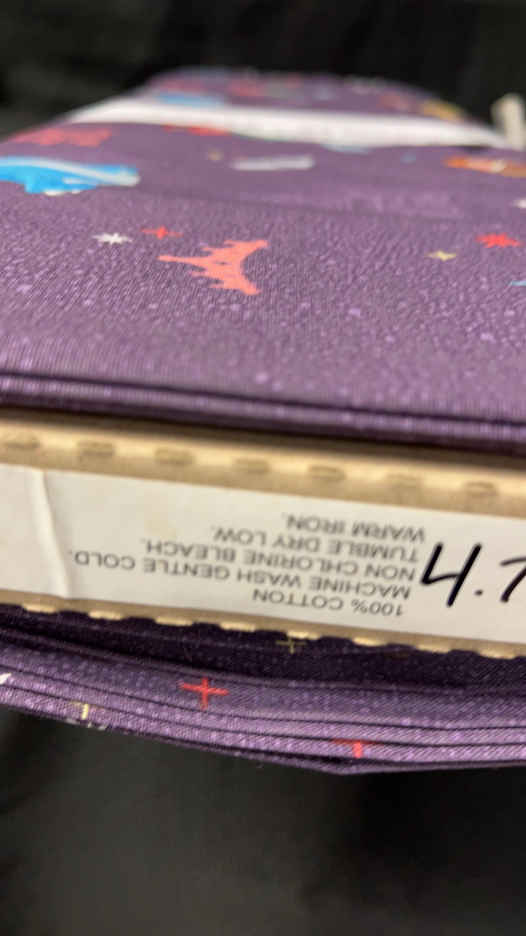 100% COTTON
MACHINE WASH GENTLE COLD.
NON CHLORINE BLEACH.
TUMBLE DRY LOW.
WARM IRON.